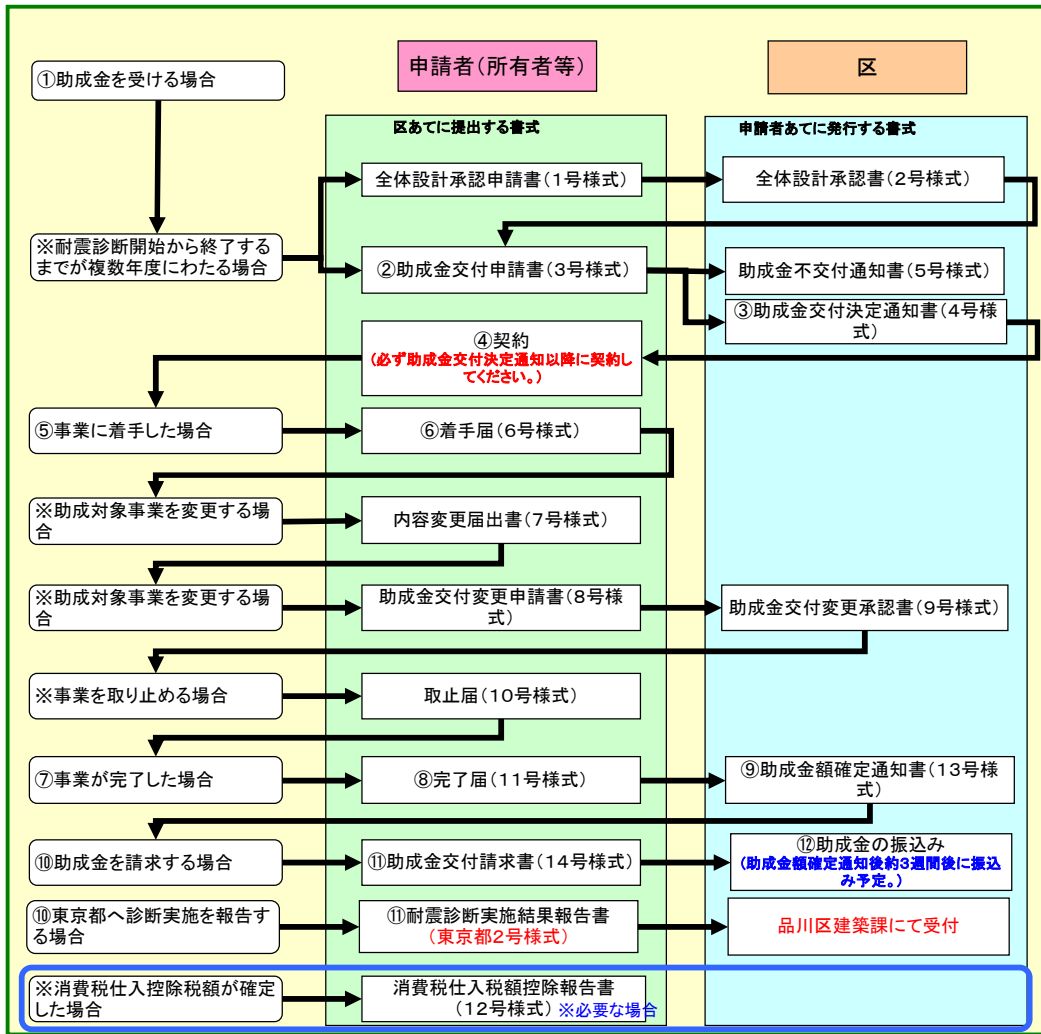 申請者(所有者等)
区
①助成金を受ける場合
区あてに提出する書式
申請者あてに発行する書式
全体設計承認申請書(1号様式)
全体設計承認書(2号様式)
※耐震診断開始から終了する
までが複数年度にわたる場合
②助成金交付申請書(3号様式)
助成金不交付通知書(5号様式)
③助成金交付決定通知書(4号様
式)
④契約
(必ず助成金交付決定通知以降に契約し
てください。)
⑤事業に着手した場合
⑥着手届(6号様式)
※助成対象事業を変更する場
合
内容変更届出書(7号様式)
※助成対象事業を変更する場
合
助成金交付変更申請書(8号様
式)
助成金交付変更承認書(9号様式)
※事業を取り止める場合
取止届(10号様式)
⑦事業が完了した場合
⑧完了届(11号様式)
⑨助成金額確定通知書(13号様
式)
⑩助成金を請求する場合
⑪助成金交付請求書(14号様式)
⑫助成金の振込み
(助成金額確定通知後約3週間後に振込
み予定。)
⑩東京都へ診断実施を報告す
る場合
⑪耐震診断実施結果報告書
(東京都2号様式)
品川区建築課にて受付
※消費税仕入控除税額が確定
した場合
消費税仕入税額控除報告書
(12号様式) ※必要な場合